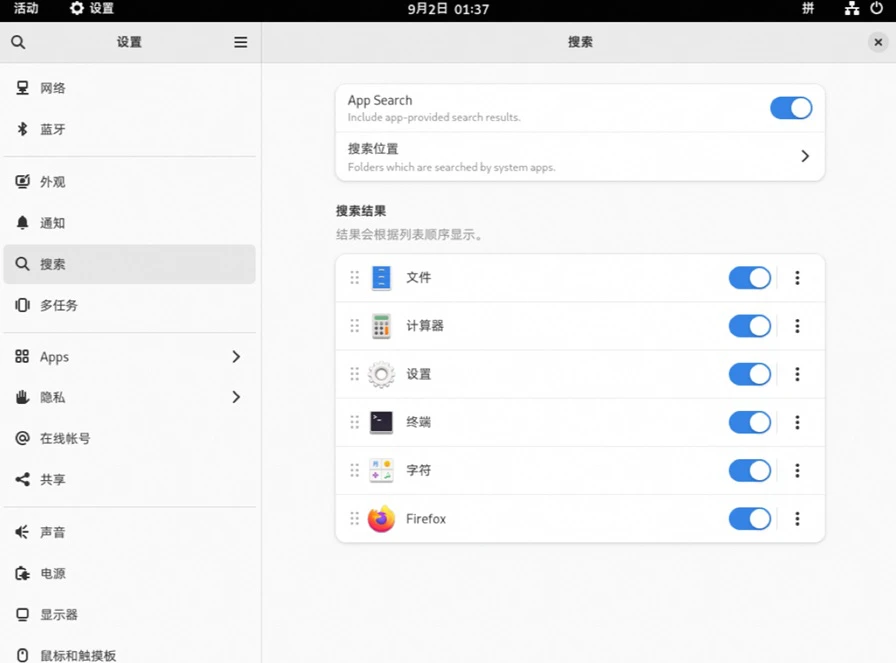 活动 设置 9月2日 01:37 拼
设置
搜索
网络
蓝牙
外观
通知
搜索
多任务
Apps
隐私
在线帐号
共享
声音
电源
显示器
鼠标和触摸板
App Search
Include app-provided search results.
搜索位置
Folders which are searched by system apps.
搜索结果
结果会根据列表顺序显示。
文件
计算器
设置
终端
字符
Firefox